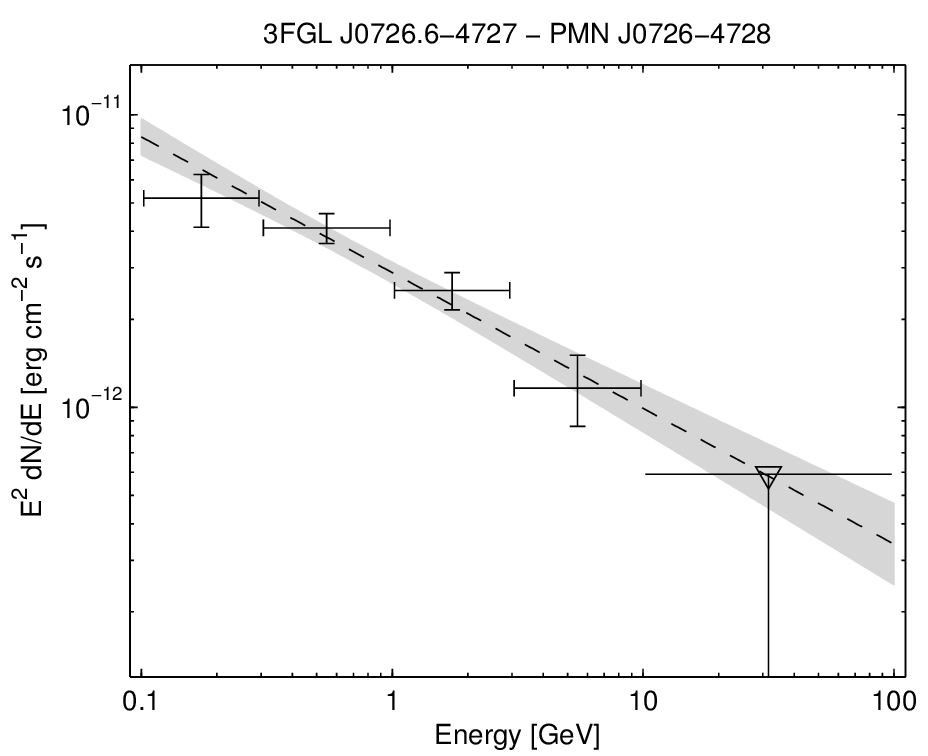 3FGL J0726.6−4727 − PMN J0726−4728
10⁻¹¹
10⁻¹²
E² dN/dE [erg cm⁻² s⁻¹]
0.1 1 10 100
Energy [GeV]